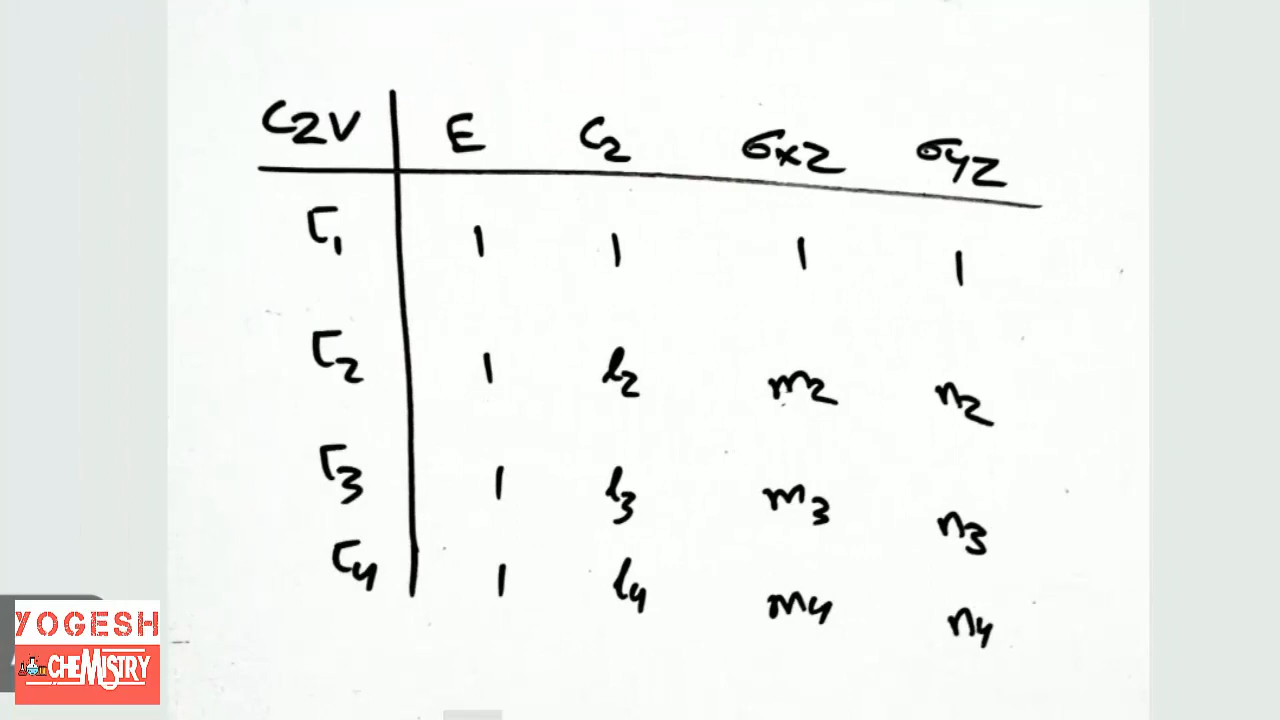 C2V E C2 σxz σyz
Γ1 1 1 1 1
Γ2 1 l2 m2 n2
Γ3 1 l3 m3 n3
Γ4 1 l4 m4 n4
YOGESH
CHEMISTRY